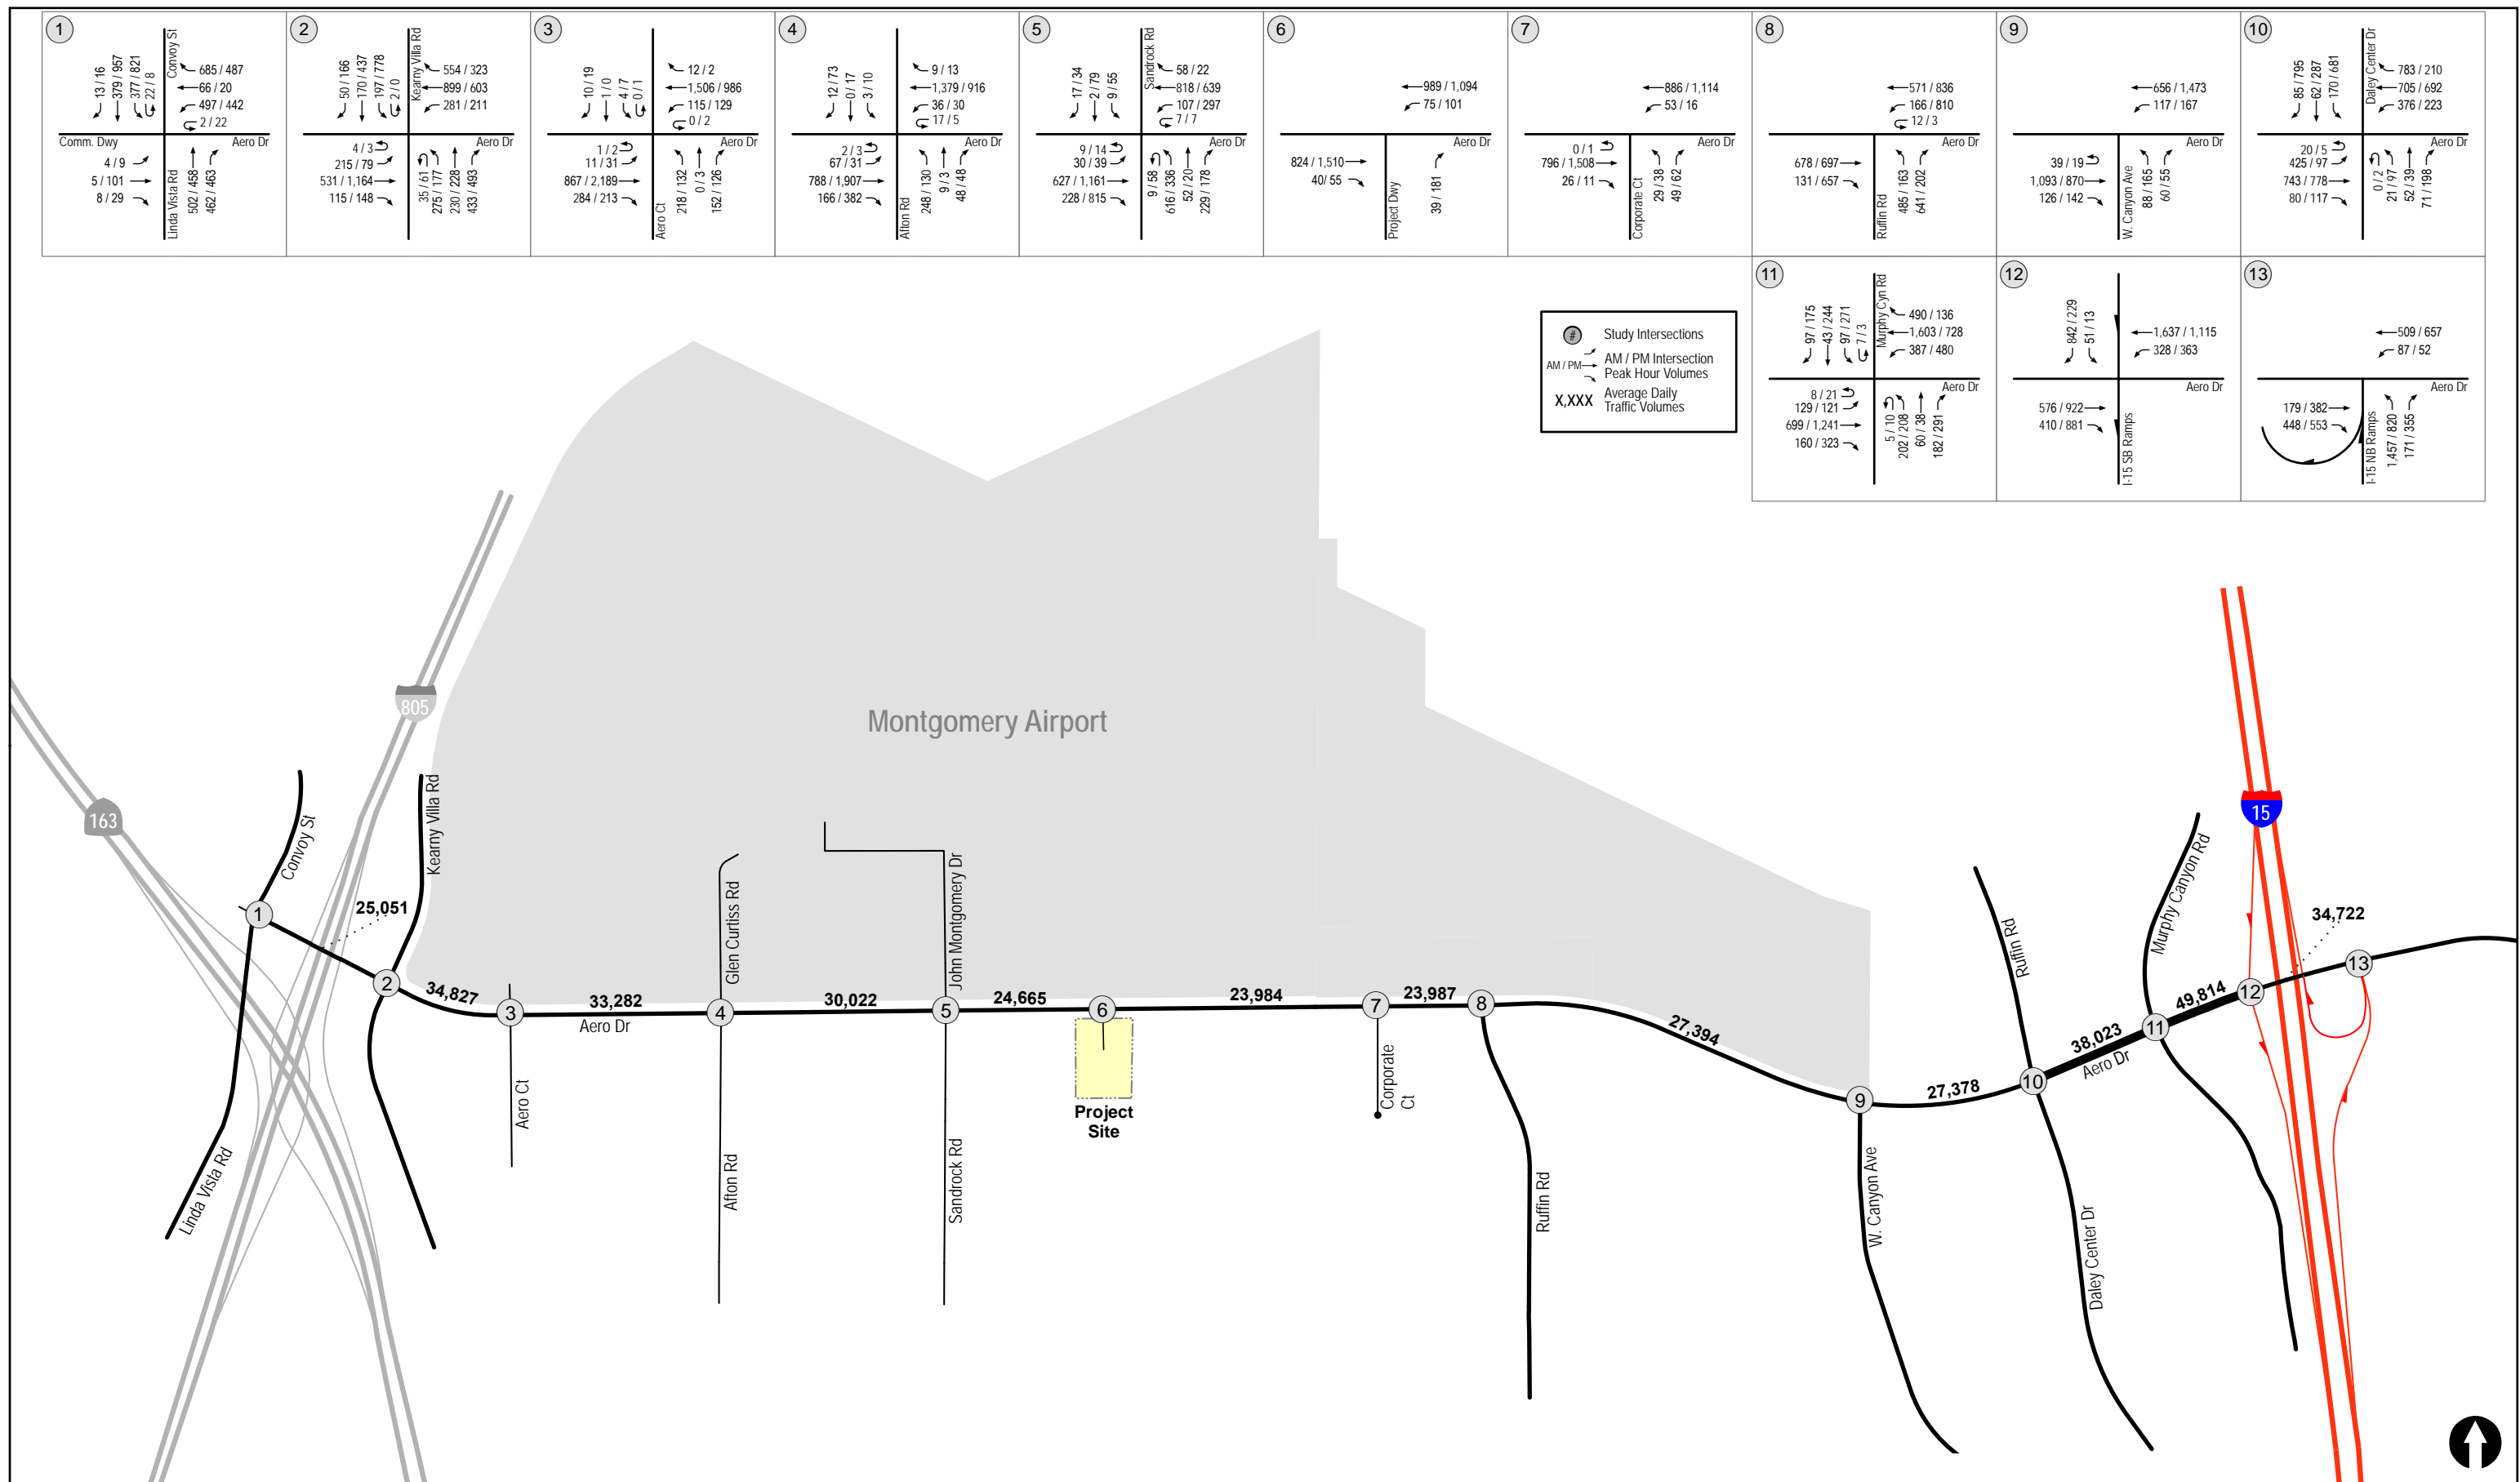 1
Convoy St
13 / 16
379 / 957
377 / 821
22 / 8
685 / 487
66 / 20
497 / 442
2 / 22
Comm. Dwy
Aero Dr
4 / 9
5 / 101
8 / 29
Linda Vista Rd
502 / 458
462 / 463
2
Kearny Villa Rd
50 / 166
170 / 437
197 / 778
2 / 0
554 / 323
899 / 603
281 / 211
Aero Dr
4 / 3
215 / 79
531 / 1,164
115 / 148
35 / 61
275 / 177
230 / 228
433 / 493
3
10 / 19
1 / 0
4 / 7
0 / 1
12 / 2
1,506 / 986
115 / 129
0 / 2
Aero Dr
1 / 2
11 / 31
867 / 2,189
284 / 213
Aero Ct
218 / 132
0 / 3
152 / 126
4
12 / 73
0 / 17
3 / 10
9 / 13
1,379 / 916
36 / 30
17 / 5
Aero Dr
2 / 3
67 / 31
788 / 1,907
166 / 382
Afton Rd
248 / 130
9 / 3
48 / 48
5
Sandrock Rd
17 / 34
2 / 79
9 / 55
58 / 22
818 / 639
107 / 297
7 / 7
Aero Dr
9 / 14
30 / 39
627 / 1,161
228 / 815
9 / 58
616 / 336
52 / 20
229 / 178
6
989 / 1,094
75 / 101
Aero Dr
824 / 1,510
40/ 55
Project Dwy
39 / 181
7
886 / 1,114
53 / 16
Aero Dr
0 / 1
796 / 1,508
26 / 11
Corporate Ct
29 / 38
49 / 62
8
571 / 836
166 / 810
12 / 3
Aero Dr
678 / 697
131 / 657
Ruffin Rd
485 / 163
641 / 202
9
656 / 1,473
117 / 167
Aero Dr
39 / 19
1,093 / 870
126 / 142
W. Canyon Ave
88 / 165
60 / 55
10
Daley Center Dr
85 / 795
62 / 287
170 / 681
783 / 210
705 / 692
376 / 223
Aero Dr
20 / 5
425 / 97
743 / 778
80 / 117
0 / 2
21 / 97
52 / 39
71 / 198
11
Murphy Cyn Rd
97 / 175
43 / 244
97 / 271
7 / 3
490 / 136
1,603 / 728
387 / 480
Aero Dr
8 / 21
129 / 121
699 / 1,241
160 / 323
5 / 10
202 / 208
60 / 38
182 / 291
12
842 / 229
51 / 13
1,637 / 1,115
328 / 363
Aero Dr
576 / 922
410 / 881
I-15 SB Ramps
13
509 / 657
87 / 52
Aero Dr
179 / 382
448 / 553
I-15 NB Ramps
1,457 / 820
171 / 355
# Study Intersections
AM / PM
AM / PM Intersection
Peak Hour Volumes
X,XXX
Average Daily
Traffic Volumes
Montgomery Airport
805
163
15
Convoy St
Kearny Villa Rd
Linda Vista Rd
25,051
34,827
33,282
30,022
24,665
23,984
23,987
27,394
27,378
38,023
49,814
34,722
1
2
3
4
5
6
7
8
9
10
11
12
13
Aero Dr
Aero Dr
Glen Curtiss Rd
John Montgomery Dr
Aero Ct
Afton Rd
Sandrock Rd
Project
Site
Corporate
Ct
Ruffin Rd
W. Canyon Ave
Ruffin Rd
Daley Center Dr
Murphy Canyon Rd